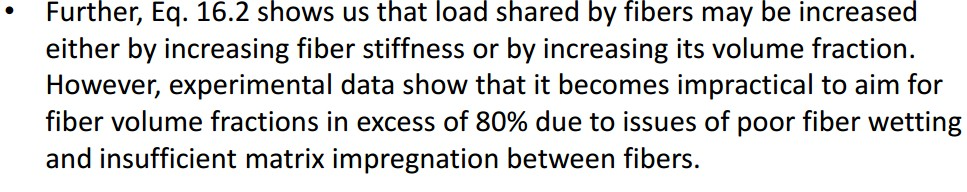 • Further, Eq. 16.2 shows us that load shared by fibers may be increased
either by increasing fiber stiffness or by increasing its volume fraction.
However, experimental data show that it becomes impractical to aim for
fiber volume fractions in excess of 80% due to issues of poor fiber wetting
and insufficient matrix impregnation between fibers.